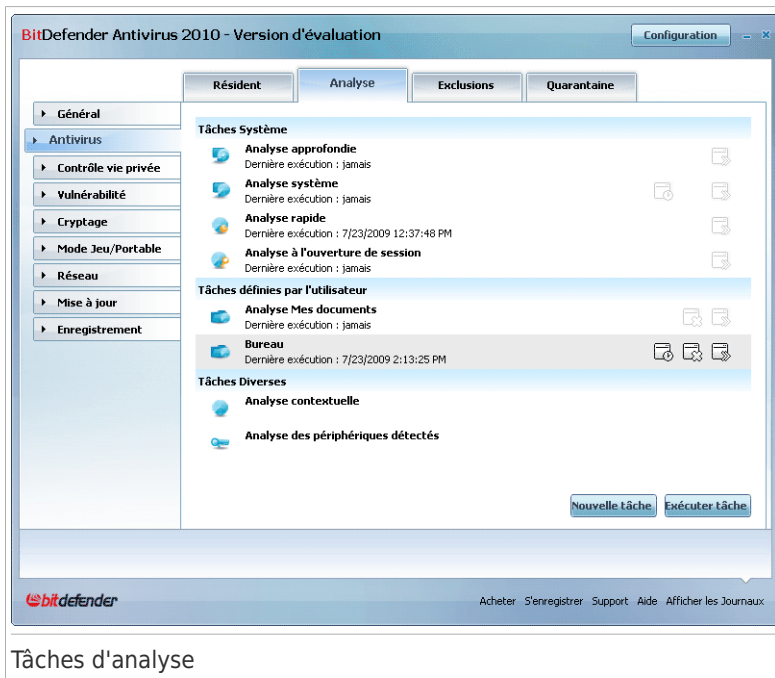 BitDefender Antivirus 2010 - Version d'évaluation
Configuration
Résident
Analyse
Exclusions
Quarantaine
Général
Antivirus
Contrôle vie privée
Vulnérabilité
Cryptage
Mode Jeu/Portable
Réseau
Mise à jour
Enregistrement
Tâches Système
Analyse approfondie
Dernière exécution : jamais
Analyse système
Dernière exécution : jamais
Analyse rapide
Dernière exécution : 7/23/2009 12:37:48 PM
Analyse à l'ouverture de session
Dernière exécution : jamais
Tâches définies par l'utilisateur
Analyse Mes documents
Dernière exécution : jamais
Bureau
Dernière exécution : 7/23/2009 2:13:25 PM
Tâches Diverses
Analyse contextuelle
Analyse des périphériques détectés
Nouvelle tâche
Exécuter tâche
bitdefender
Acheter S'enregistrer Support Aide Afficher les Journaux
Tâches d'analyse